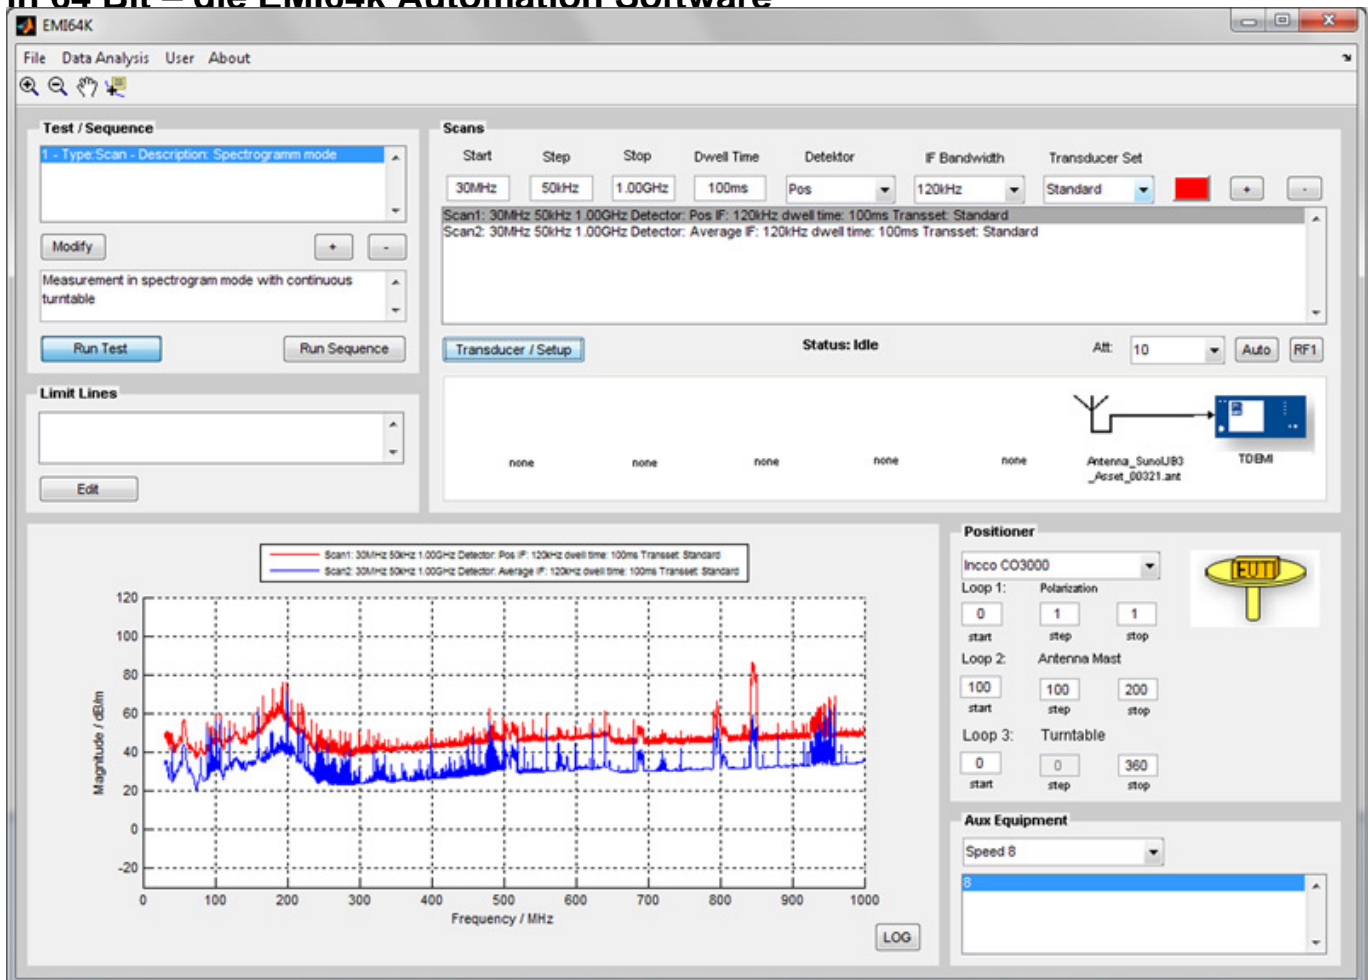 in 64 Bit – die EMI64k Automation Software
EMI64K
File Data Analysis User About
Test / Sequence
1 - Type:Scan - Description: Spectrogramm mode
Modify + -
Measurement in spectrogram mode with continuous
turntable
Run Test Run Sequence
Limit Lines
Edit
Scans
Start Step Stop Dwell Time Detektor IF Bandwidth Transducer Set
30MHz 50kHz 1.00GHz 100ms Pos 120kHz Standard + -
Scan1: 30MHz 50kHz 1.00GHz Detector: Pos IF: 120kHz dwell time: 100ms Transset: Standard
Scan2: 30MHz 50kHz 1.00GHz Detector: Average IF: 120kHz dwell time: 100ms Transset: Standard
Transducer / Setup Status: Idle Att: 10 Auto RF1
none none none none none
Antenna_SunolJB3
_Asset_00321.ant
TDEMI
Scan1: 30MHz 50kHz 1.00GHz Detector: Pos IF: 120kHz dwell time: 100ms Transset: Standard
Scan2: 30MHz 50kHz 1.00GHz Detector: Average IF: 120kHz dwell time: 100ms Transset: Standard
Magnitude / dB/m
120
100
80
60
40
20
0
-20
0 100 200 300 400 500 600 700 800 900 1000
Frequency / MHz
LOG
Positioner
Incco CO3000
EUT
Loop 1: Polarization
0 1 1
start step stop
Loop 2: Antenna Mast
100 100 200
start step stop
Loop 3: Turntable
0 0 360
start step stop
Aux Equipment
Speed 8
8